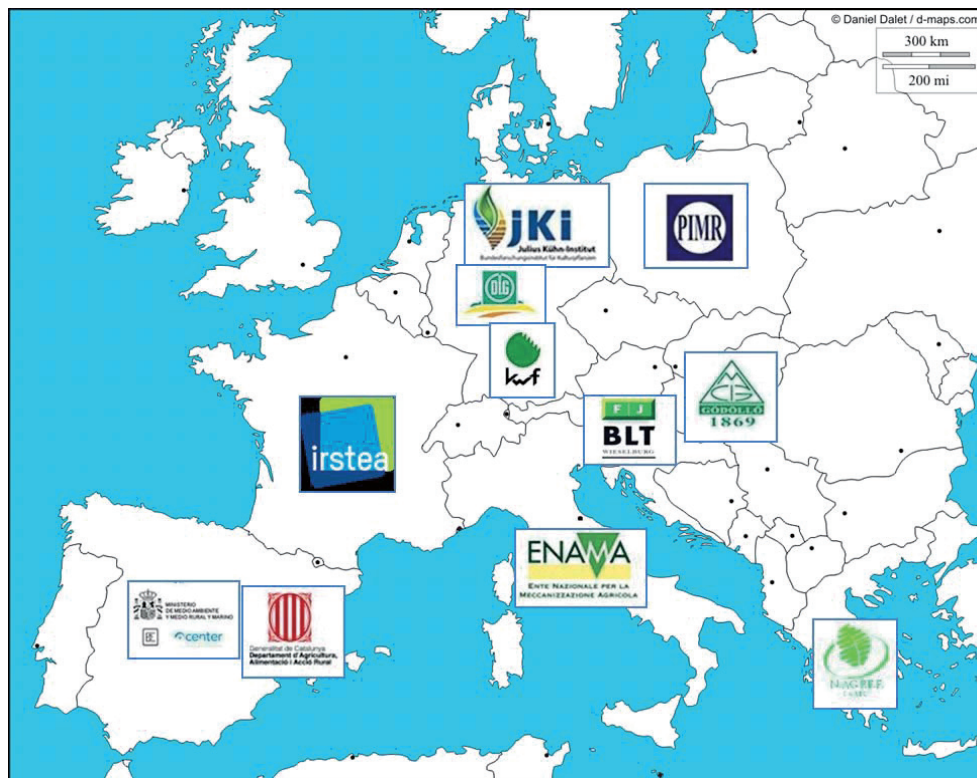 © Daniel Dalet / d-maps.com
300 km
200 mi
JKI
Julius Kühn-Institut
Bundesforschungsinstitut für Kulturpflanzen
PIMR
DLG
kwf
MGI
GÖDÖLLŐ
1869
F J
BLT
WIESELBURG
irstea
ENAMA
ENTE NAZIONALE PER LA
MECCANIZZAZIONE AGRICOLA
MINISTERIO
DE MEDIO AMBIENTE
Y MEDIO RURAL Y MARINO
center
Generalitat de Catalunya
Departament d'Agricultura,
Alimentació i Acció Rural
N.AG.RE.F.